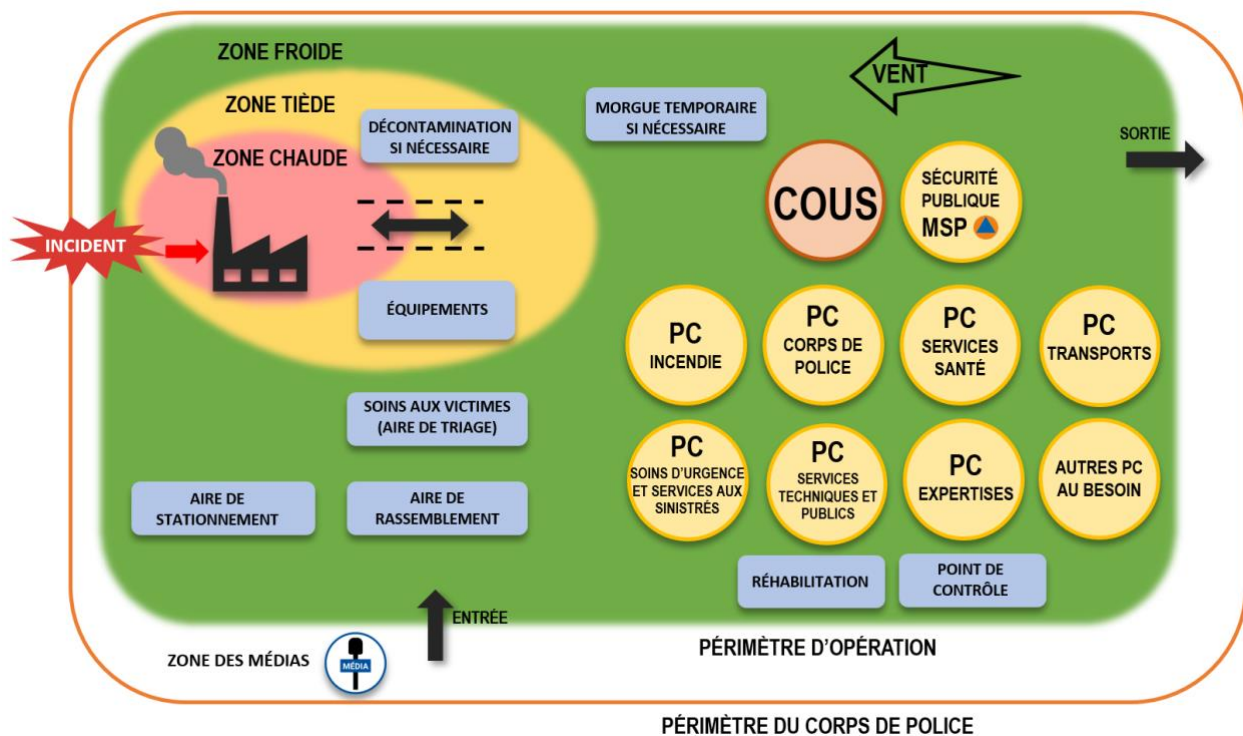 ZONE FROIDE
ZONE TIÈDE
ZONE CHAUDE
INCIDENT
DÉCONTAMINATION
SI NÉCESSAIRE
ÉQUIPEMENTS
MORGUE TEMPORAIRE
SI NÉCESSAIRE
VENT
SORTIE
COUS
SÉCURITÉ
PUBLIQUE
MSP
PC
INCENDIE
PC
CORPS DE
POLICE
PC
SERVICES
SANTÉ
PC
TRANSPORTS
SOINS AUX VICTIMES
(AIRE DE TRIAGE)
PC
SOINS D'URGENCE
ET SERVICES AUX
SINISTRÉS
PC
SERVICES
TECHNIQUES ET
PUBLICS
PC
EXPERTISES
AUTRES PC
AU BESOIN
AIRE DE
STATIONNEMENT
AIRE DE
RASSEMBLEMENT
RÉHABILITATION
POINT DE
CONTRÔLE
ENTRÉE
ZONE DES MÉDIAS
MÉDIA
PÉRIMÈTRE D'OPÉRATION
PÉRIMÈTRE DU CORPS DE POLICE